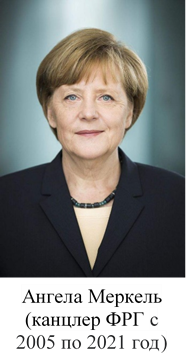 Ангела Меркель
(канцлер ФРГ с
2005 по 2021 год)